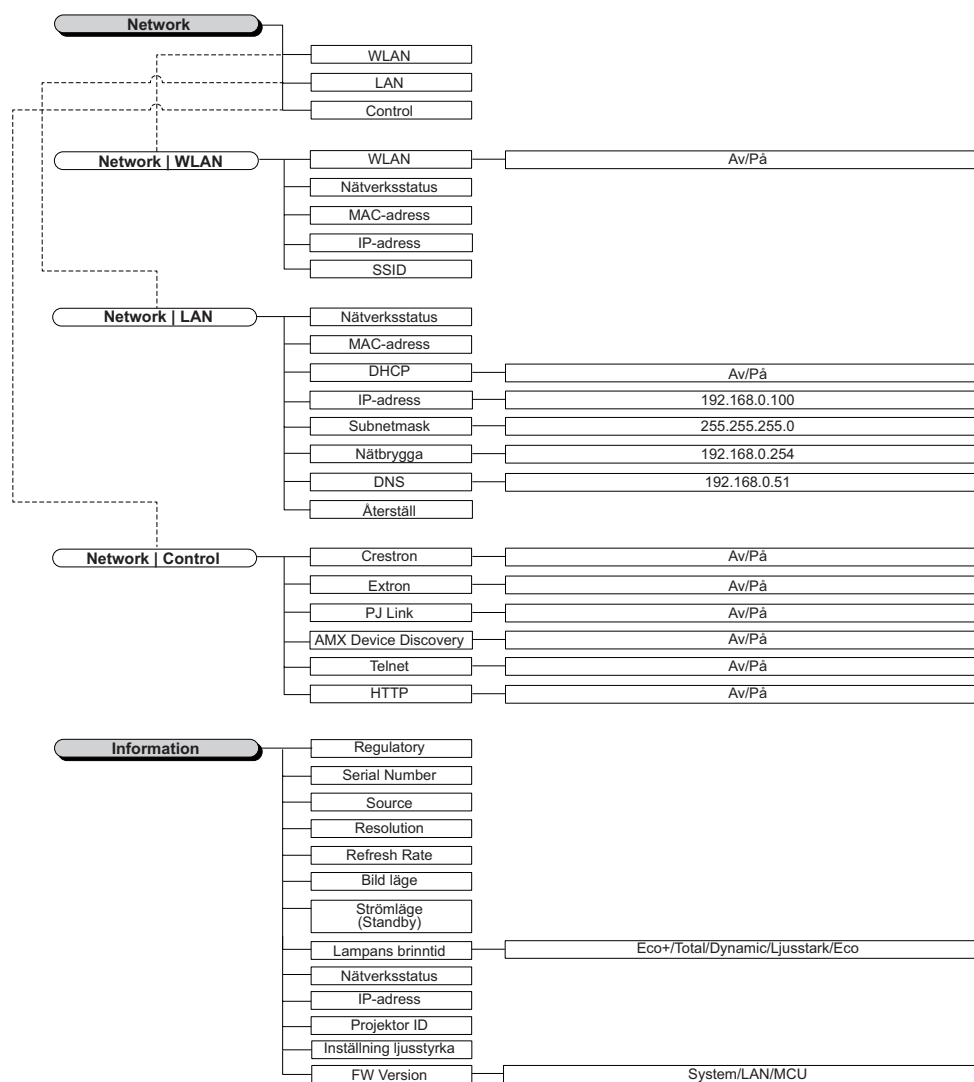 Network
WLAN
LAN
Control
Network | WLAN
WLAN
Av/På
Nätverksstatus
MAC-adress
IP-adress
SSID
Network | LAN
Nätverksstatus
MAC-adress
DHCP
Av/På
IP-adress
192.168.0.100
Subnetmask
255.255.255.0
Nätbrygga
192.168.0.254
DNS
192.168.0.51
Återställ
Network | Control
Crestron
Av/På
Extron
Av/På
PJ Link
Av/På
AMX Device Discovery
Av/På
Telnet
Av/På
HTTP
Av/På
Information
Regulatory
Serial Number
Source
Resolution
Refresh Rate
Bild läge
Strömläge
(Standby)
Lampans brinntid
Eco+/Total/Dynamic/Ljusstark/Eco
Nätverksstatus
IP-adress
Projektor ID
Inställning ljusstyrka
FW Version
System/LAN/MCU